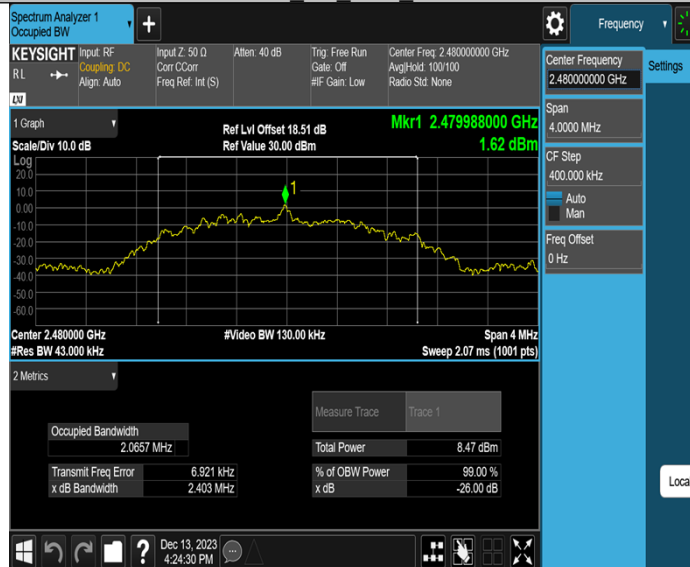 Spectrum Analyzer 1
Occupied BW
Frequency
KEYSIGHT
RL
LXI
Input: RF
Coupling: DC
Align: Auto
Input Z: 50 Ω
Corr CCorr
Freq Ref: Int (S)
Atten: 40 dB
Trig: Free Run
Gate: Off
#IF Gain: Low
Center Freq: 2.480000000 GHz
Avg|Hold: 100/100
Radio Std: None
Center Frequency
2.480000000 GHz
Settings
Span
4.0000 MHz
CF Step
400.000 kHz
Auto
Man
Freq Offset
0 Hz
1 Graph
Scale/Div 10.0 dB
Ref Lvl Offset 18.51 dB
Ref Value 30.00 dBm
Mkr1 2.479988000 GHz
1.62 dBm
Log
20.0
10.0
0.00
-10.0
-20.0
-30.0
-40.0
-50.0
-60.0
1
Center 2.480000 GHz
#Res BW 43.000 kHz
#Video BW 130.00 kHz
Span 4 MHz
Sweep 2.07 ms (1001 pts)
2 Metrics
Measure Trace Trace 1
Occupied Bandwidth
2.0657 MHz
Total Power 8.47 dBm
Transmit Freq Error 6.921 kHz
% of OBW Power 99.00 %
x dB Bandwidth 2.403 MHz
x dB -26.00 dB
Loca
Dec 13, 2023
4:24:30 PM